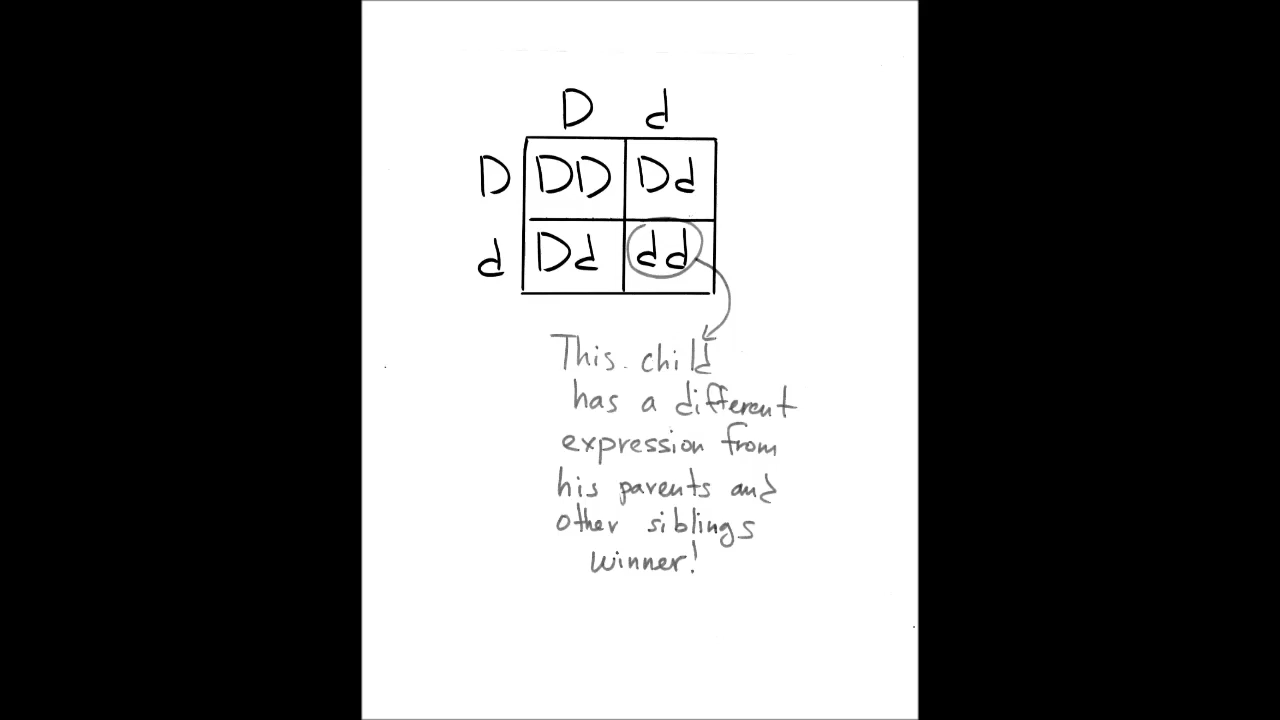 D d
D DD Dd
d Dd dd
This child
has a different
expression from
his parents and
other siblings
winner!